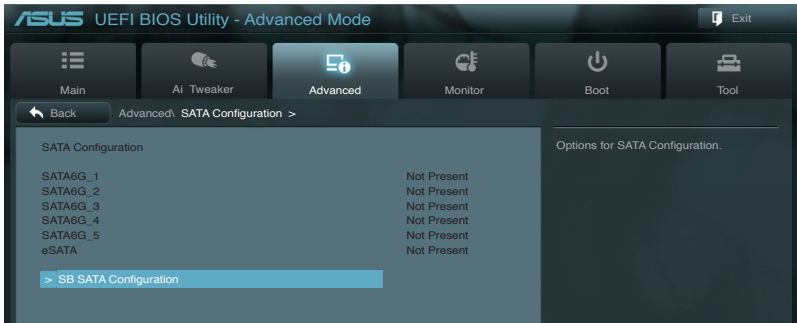 ASUS UEFI BIOS Utility - Advanced Mode
Exit
Main
Ai Tweaker
Advanced
Monitor
Boot
Tool
Back
Advanced\ SATA Configuration >
SATA Configuration
SATA6G_1 Not Present
SATA6G_2 Not Present
SATA6G_3 Not Present
SATA6G_4 Not Present
SATA6G_5 Not Present
eSATA Not Present
> SB SATA Configuration
Options for SATA Configuration.